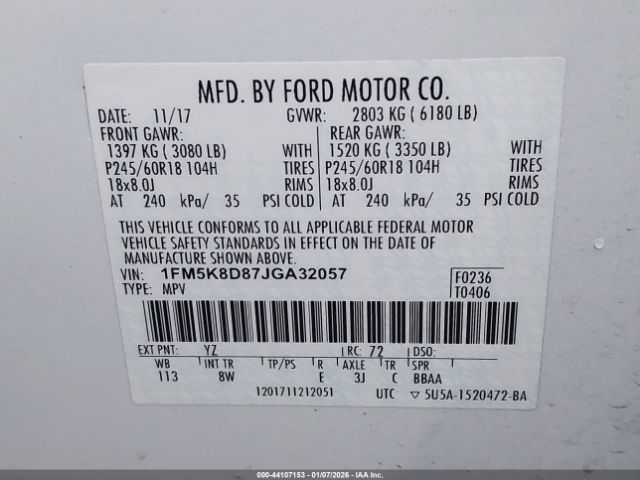 MFD. BY FORD MOTOR CO.
DATE: 11/17 GVWR: 2803 KG ( 6180 LB)
FRONT GAWR: REAR GAWR:
1397 KG ( 3080 LB) WITH 1520 KG ( 3350 LB) WITH
P245/60R18 104H TIRES P245/60R18 104H TIRES
18x8.0J RIMS 18x8.0J RIMS
AT 240 kPa/ 35 PSI COLD AT 240 kPa/ 35 PSI COLD
THIS VEHICLE CONFORMS TO ALL APPLICABLE FEDERAL MOTOR
VEHICLE SAFETY STANDARDS IN EFFECT ON THE DATE OF
MANUFACTURE SHOWN ABOVE.
VIN: 1FM5K8D87JGA32057 F0236
TYPE: MPV T0406
EXT PNT: YZ RC: 72 DSO:
WB INT TR TP/PS R AXLE TR SPR
113 8W E 3J C BBAA
1201711212051 UTC ▽ 5U5A-1520472-BA
000-44107153 - 01/07/2026 - IAAI.com